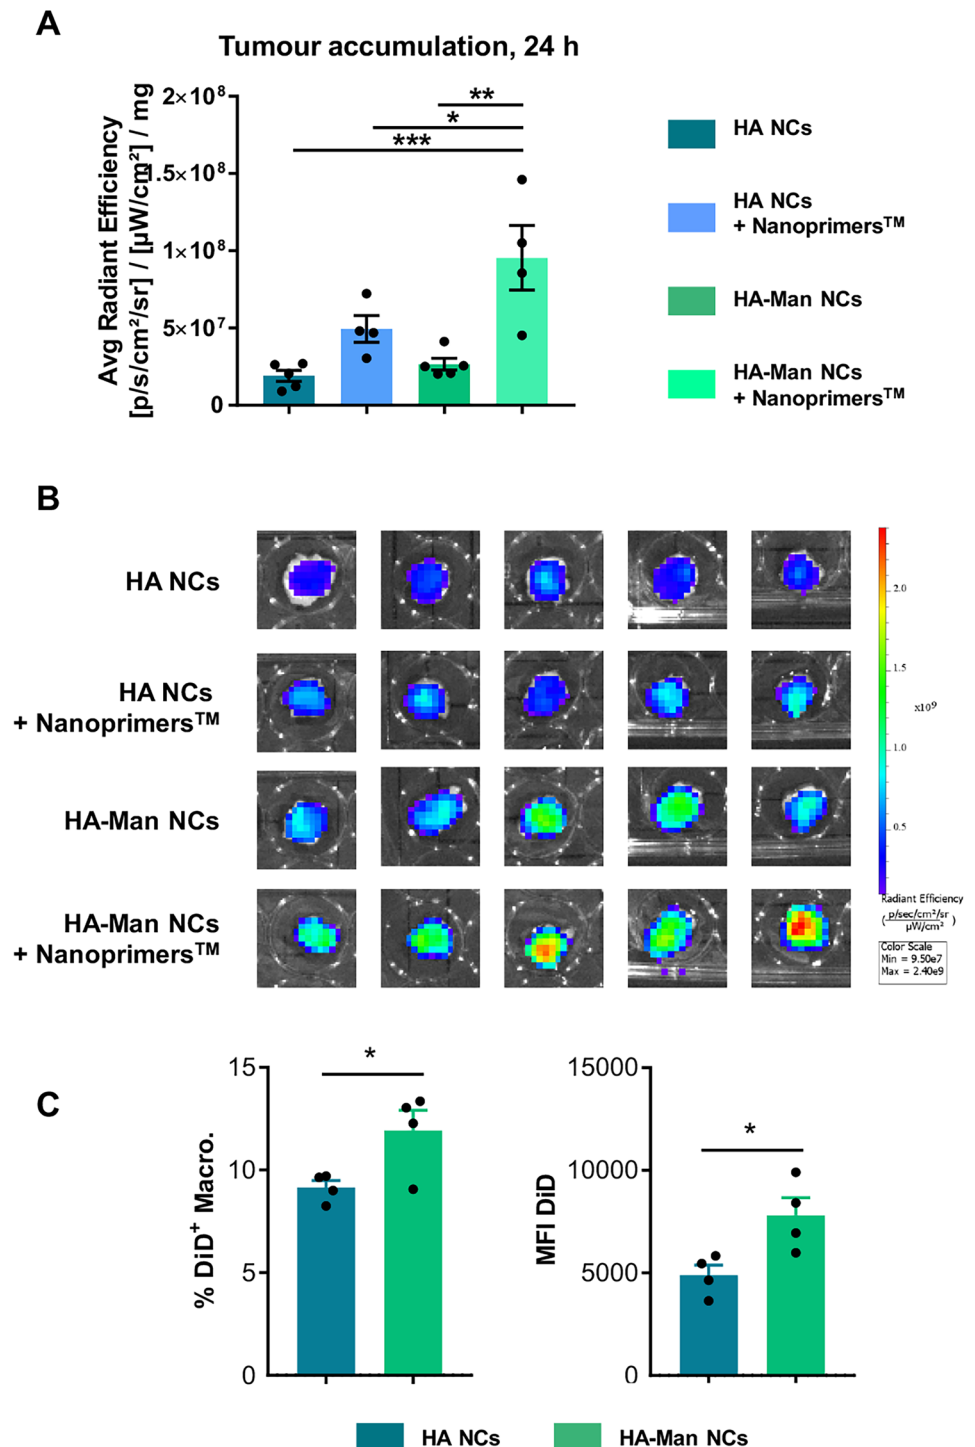 A
Tumour accumulation, 24 h
Avg Radiant Efficiency
[p/s/cm²/sr] / [µW/cm²] / mg
2×10⁸
1.5×10⁸
1×10⁸
5×10⁷
0
**
*
***
HA NCs
HA NCs
+ Nanoprimers™
HA-Man NCs
HA-Man NCs
+ Nanoprimers™
B
HA NCs
HA NCs
+ Nanoprimers™
HA-Man NCs
HA-Man NCs
+ Nanoprimers™
2.0
1.5
x10⁹
1.0
0.5
Radiant Efficiency
(p/sec/cm²/sr
µW/cm²)
Color Scale
Min = 9.50e7
Max = 2.40e9
C
% DiD⁺ Macro.
15
10
5
0
*
MFI DiD
15000
10000
5000
0
*
HA NCs
HA-Man NCs